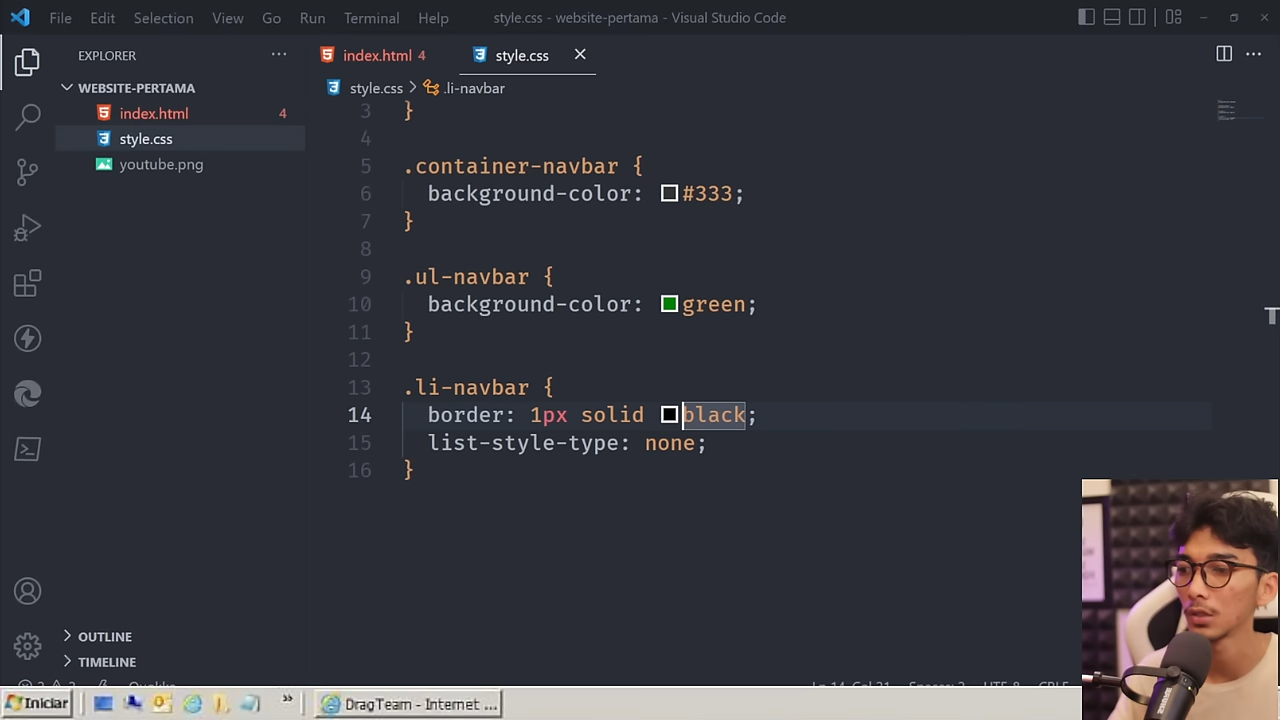 File Edit Selection View Go Run Terminal Help
style.css - website-pertama - Visual Studio Code
EXPLORER
WEBSITE-PERTAMA
index.html 4
style.css
youtube.png
OUTLINE
TIMELINE
index.html 4
style.css
style.css > .li-navbar
3 }
4
5 .container-navbar {
6 background-color: #333;
7 }
8
9 .ul-navbar {
10 background-color: green;
11 }
12
13 .li-navbar {
14 border: 1px solid black;
15 list-style-type: none;
16 }
Iniciar
»
DragTeam - Internet ...